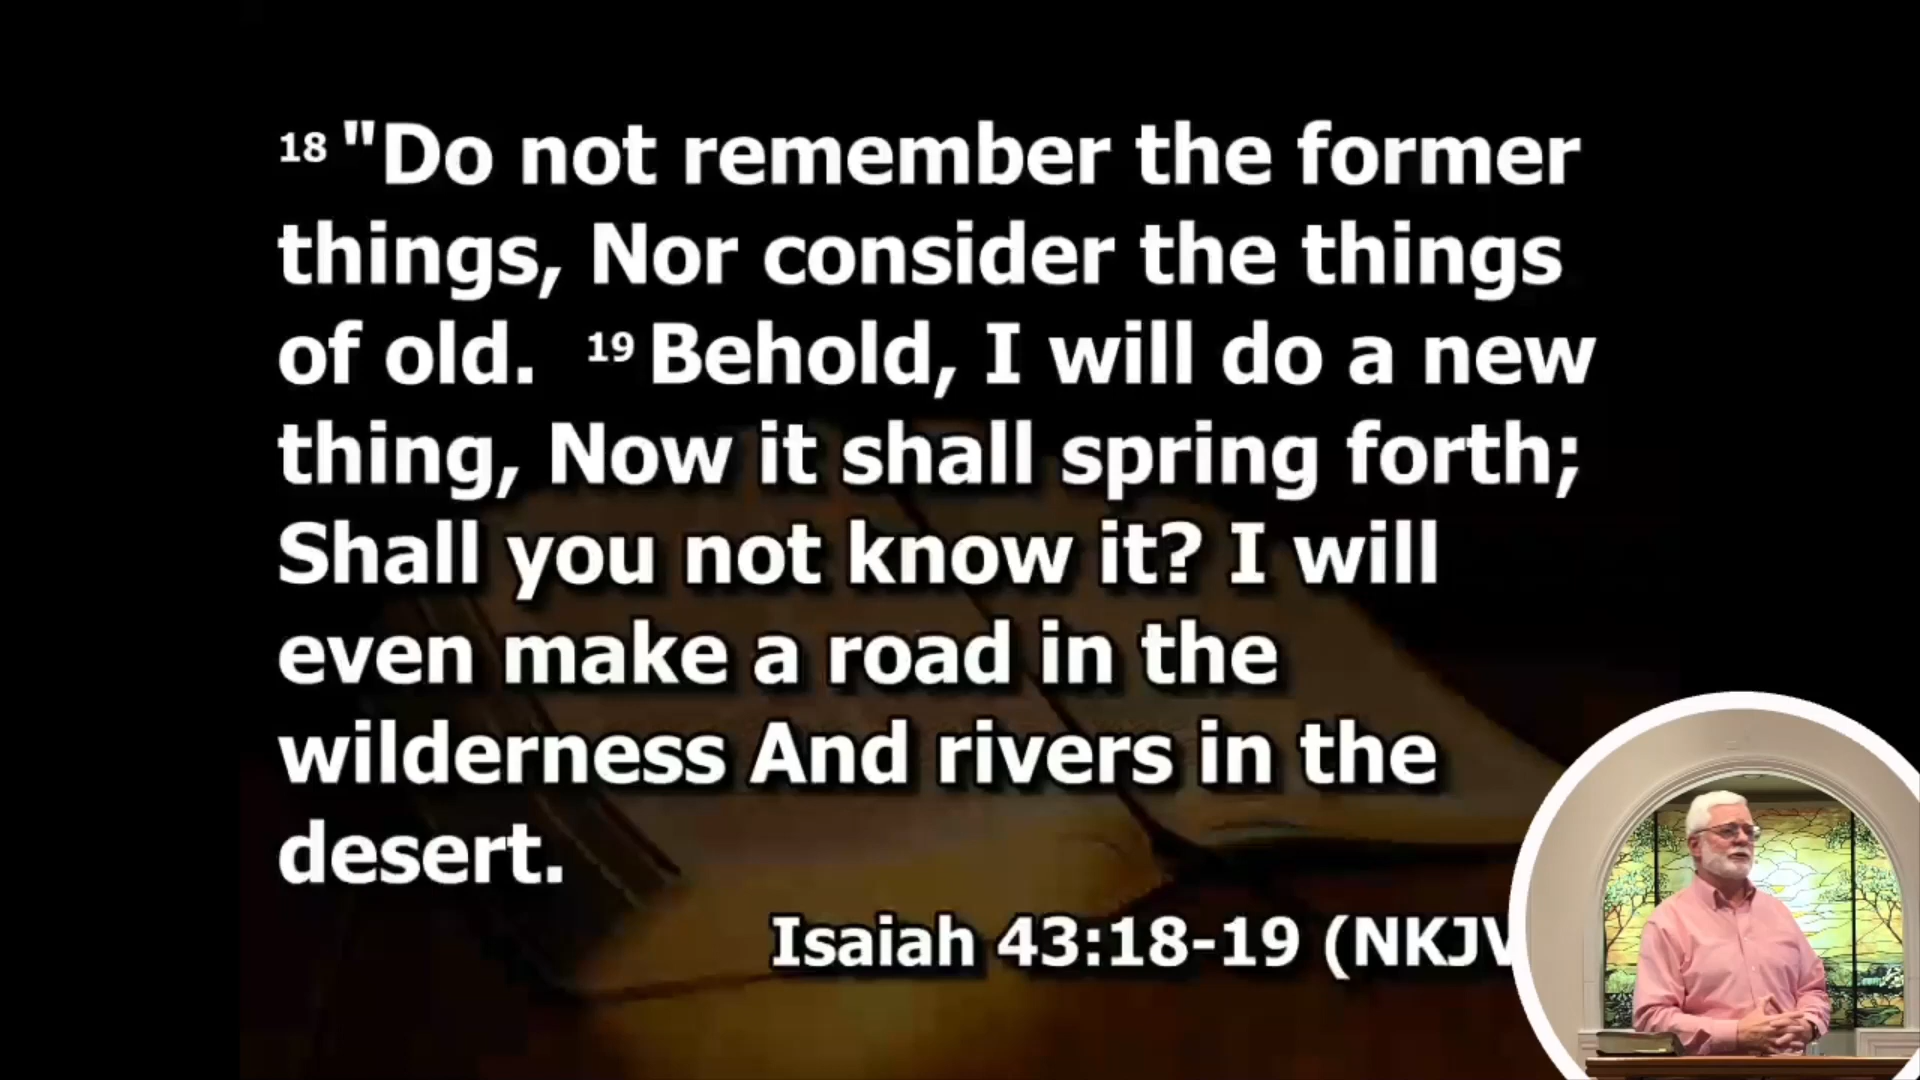 18 "Do not remember the former
things, Nor consider the things
of old. 19 Behold, I will do a new
thing, Now it shall spring forth;
Shall you not know it? I will
even make a road in the
wilderness And rivers in the
desert.
Isaiah 43:18-19 (NKJV